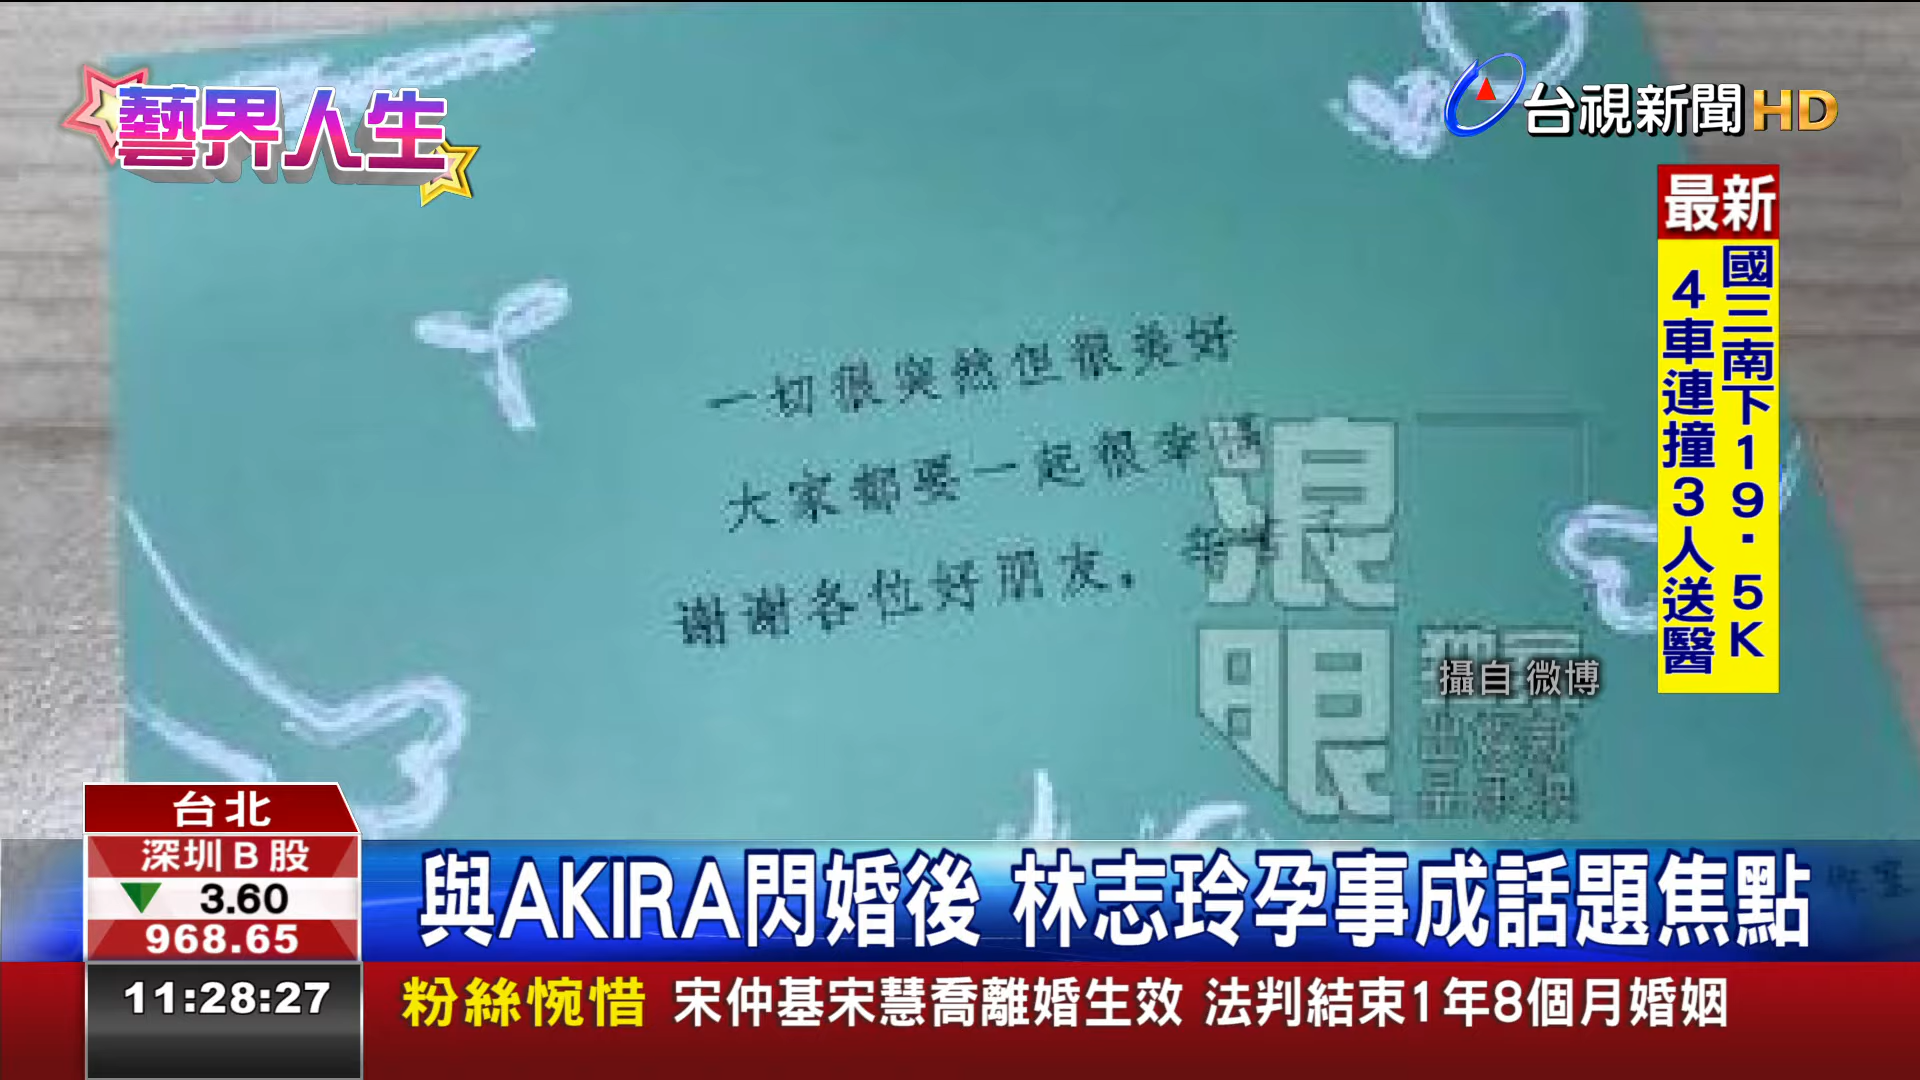 藝界人生
台視新聞HD
最新
國三南下19.5K
4車連撞3人送醫
一切很突然但很美好
大家都要一起很幸福
谢谢各位好朋友，
攝自 微博
台北
深圳B股
3.60
968.65
11:28:27
與AKIRA閃婚後 林志玲孕事成話題焦點
粉絲惋惜 宋仲基宋慧喬離婚生效 法判結束1年8個月婚姻